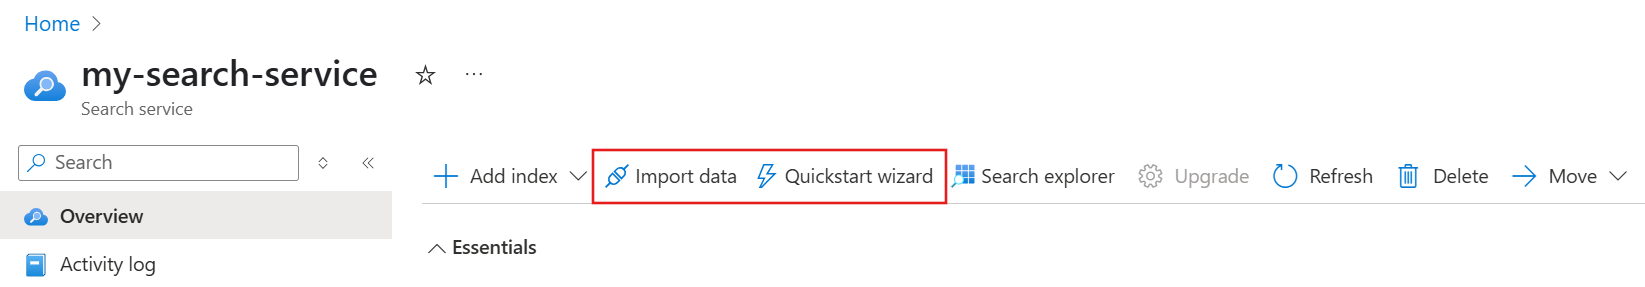 Home
my-search-service
Search service
Search
Add index Import data Quickstart wizard Search explorer Upgrade Refresh Delete Move
Overview
Essentials
Activity log